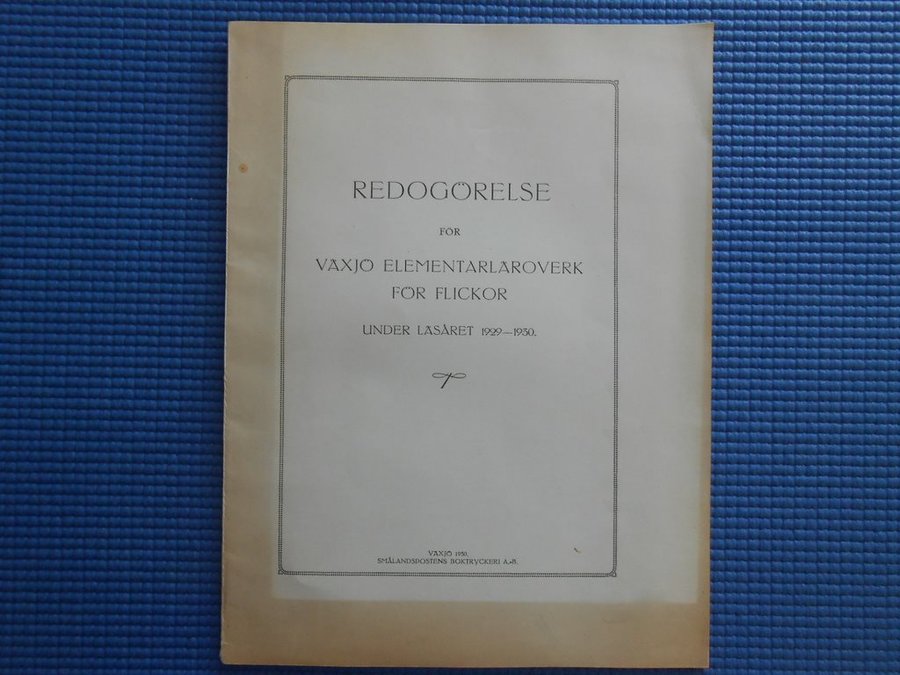 REDOGÖRELSE
FÖR
VÄXJÖ ELEMENTARLÄROVERK
FÖR FLICKOR
UNDER LÄSÅRET 1929—1930.
VÄXJÖ 1930.
SMÅLANDSPOSTENS BOKTRYCKERI A.-B.